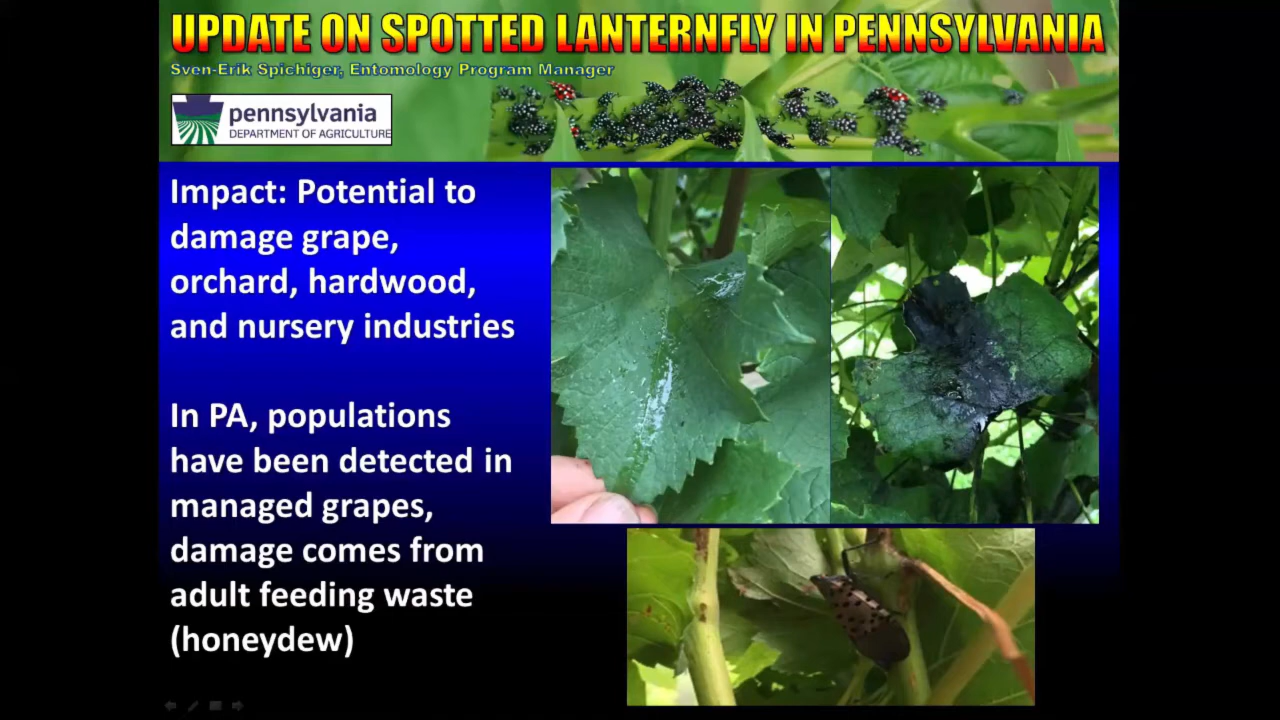 UPDATE ON SPOTTED LANTERNFLY IN PENNSYLVANIA
Sven-Erik Spichiger, Entomology Program Manager
pennsylvania
DEPARTMENT OF AGRICULTURE
Impact: Potential to
damage grape,
orchard, hardwood,
and nursery industries
In PA, populations
have been detected in
managed grapes,
damage comes from
adult feeding waste
(honeydew)